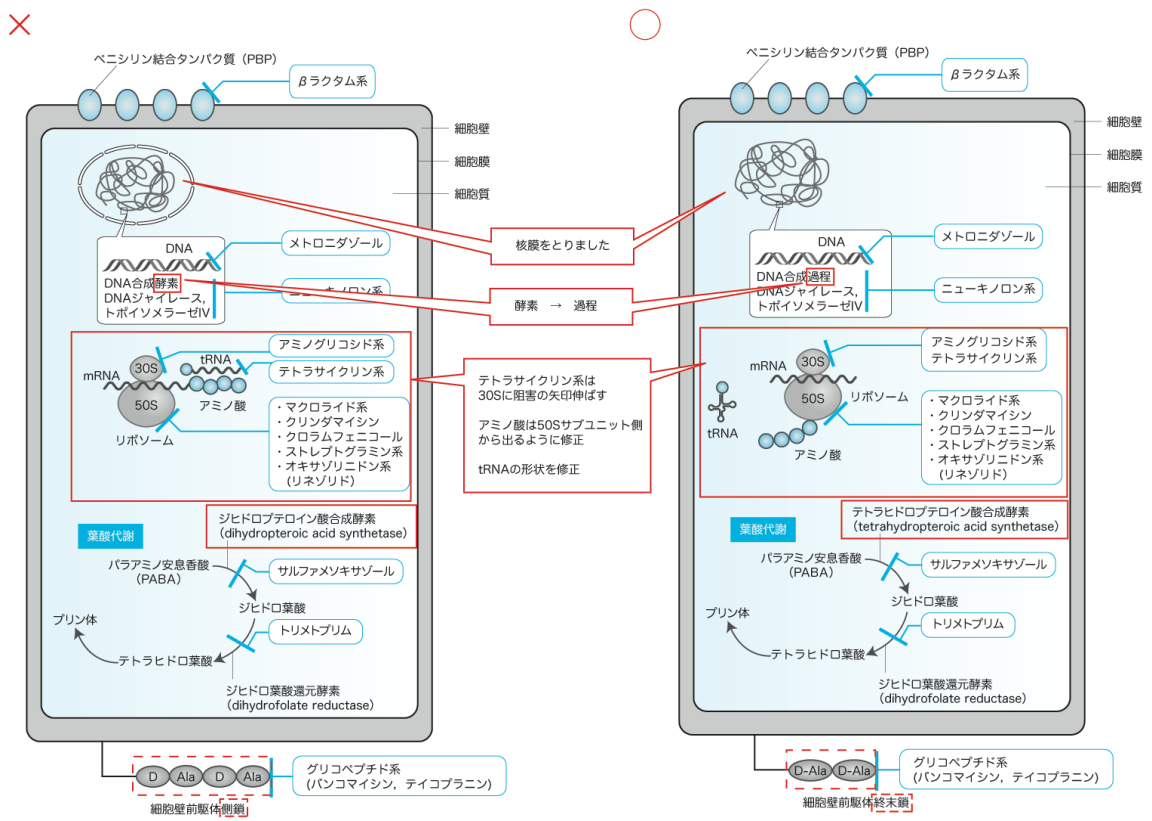 ペニシリン結合タンパク質（PBP）
βラクタム系
細胞壁
細胞膜
細胞質
DNA
メトロニダゾール
DNA合成酵素
DNAジャイレース，
トポイソメラーゼⅣ
ニューキノロン系
アミノグリコシド系
テトラサイクリン系
30S
tRNA
mRNA
50S
アミノ酸
リボソーム
・マクロライド系
・クリンダマイシン
・クロラムフェニコール
・ストレプトグラミン系
・オキサゾリニドン系
（リネゾリド）
葉酸代謝
ジヒドロプテロイン酸合成酵素
（dihydropteroic acid synthetase）
パラアミノ安息香酸
（PABA）
サルファメソキサゾール
ジヒドロ葉酸
プリン体
トリメトプリム
テトラヒドロ葉酸
ジヒドロ葉酸還元酵素
（dihydrofolate reductase）
D Ala D Ala
グリコペプチド系
（バンコマイシン，テイコプラニン）
細胞壁前駆体側鎖
核膜をとりました
酵素　→　過程
テトラサイクリン系は
30Sに阻害の矢印伸ばす
アミノ酸は50Sサブユニット側
から出るように修正
tRNAの形状を修正
ペニシリン結合タンパク質（PBP）
βラクタム系
細胞壁
細胞膜
細胞質
DNA
メトロニダゾール
DNA合成過程
DNAジャイレース，
トポイソメラーゼⅣ
ニューキノロン系
アミノグリコシド系
テトラサイクリン系
mRNA
30S
50S
リボソーム
tRNA
アミノ酸
・マクロライド系
・クリンダマイシン
・クロラムフェニコール
・ストレプトグラミン系
・オキサゾリニドン系
（リネゾリド）
葉酸代謝
テトラヒドロプテロイン酸合成酵素
（tetrahydropteroic acid synthetase）
パラアミノ安息香酸
（PABA）
サルファメソキサゾール
ジヒドロ葉酸
プリン体
トリメトプリム
テトラヒドロ葉酸
ジヒドロ葉酸還元酵素
（dihydrofolate reductase）
D-Ala D-Ala
グリコペプチド系
（バンコマイシン，テイコプラニン）
細胞壁前駆体終末鎖